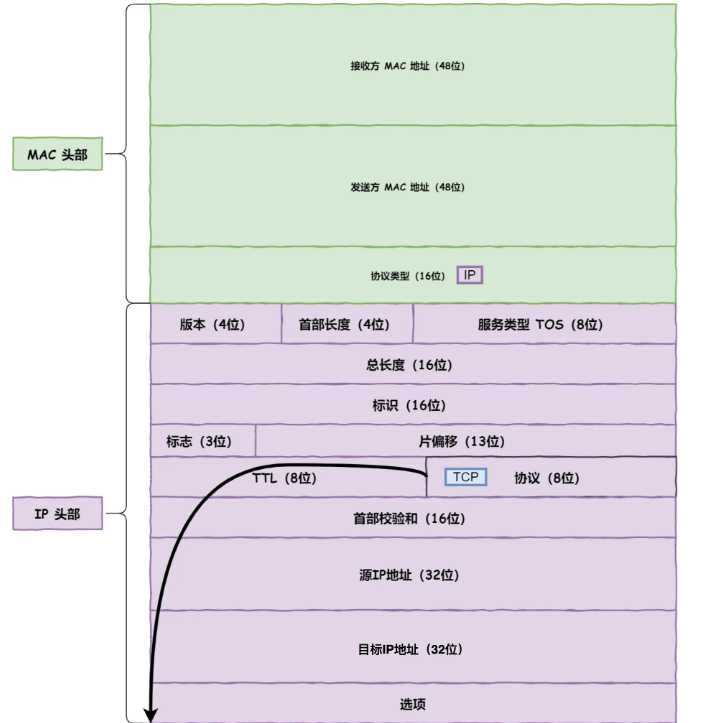 接收方 MAC 地址（48位）
MAC 头部
发送方 MAC 地址（48位）
协议类型（16位） IP
版本（4位） 首部长度（4位） 服务类型 TOS（8位）
总长度（16位）
标识（16位）
标志（3位） 片偏移（13位）
TTL（8位） TCP 协议（8位）
IP 头部
首部校验和（16位）
源IP地址（32位）
目标IP地址（32位）
选项